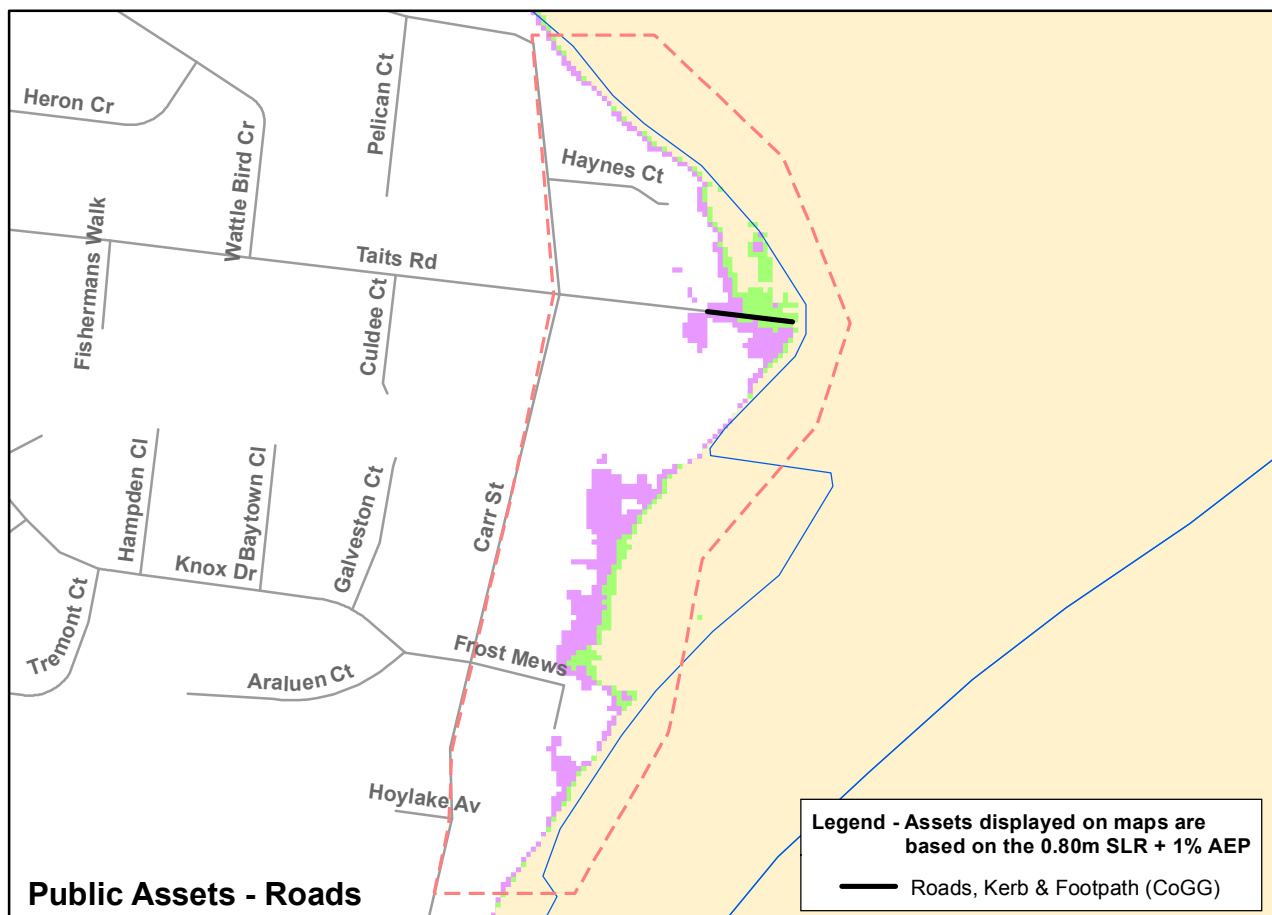 Heron Cr
Wattle Bird Cr
Pelican Ct
Haynes Ct
Fishermans Walk
Taits Rd
Culdee Ct
Hampden Cl
Baytown Cl
Galveston Ct
Carr St
Knox Dr
Tremont Ct
Araluen Ct
Frost Mews
Hoylake Av
Legend - Assets displayed on maps are
based on the 0.80m SLR + 1% AEP
Roads, Kerb & Footpath (CoGG)
Public Assets - Roads